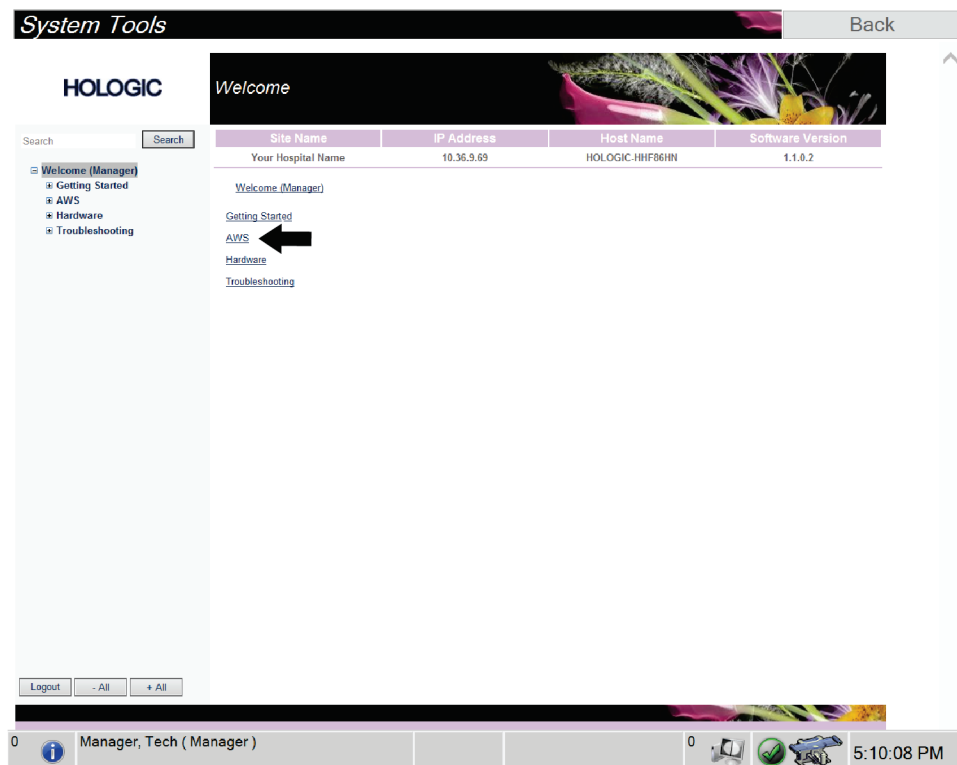 System Tools
Back
HOLOGIC
Welcome
Search
Search
Site Name IP Address Host Name Software Version
Your Hospital Name 10.36.9.69 HOLOGIC-HHF86HN 1.1.0.2
Welcome (Manager)
Getting Started
AWS
Hardware
Troubleshooting
Welcome (Manager)
Getting Started
AWS
Hardware
Troubleshooting
Logout - All + All
0 Manager, Tech ( Manager ) 0 5:10:08 PM